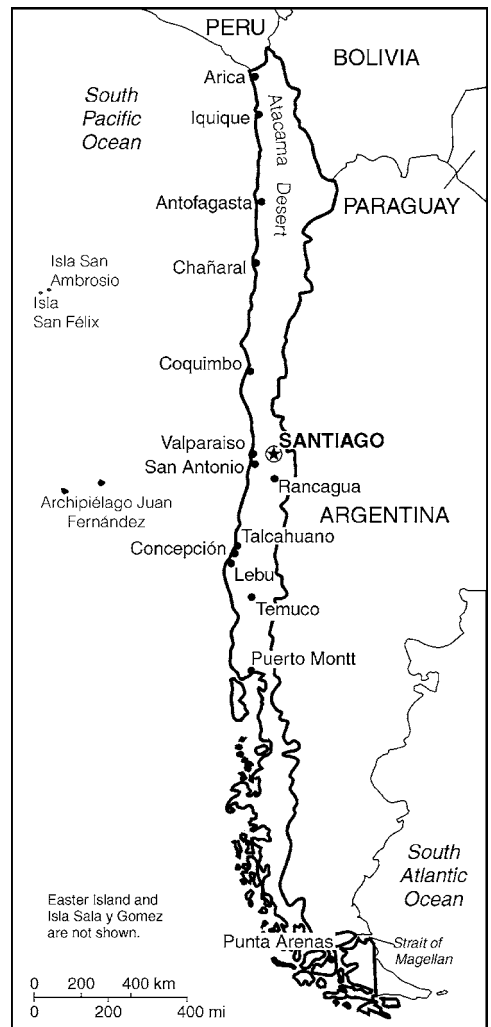 PERU
BOLIVIA
Arica
South
Pacific
Ocean
Atacama Desert
Iquique
Antofagasta
PARAGUAY
Chañaral
Isla San
Ambrosio
Isla
San Félix
Coquimbo
Valparaiso
SANTIAGO
San Antonio
Rancagua
Archipiélago Juan
Fernández
ARGENTINA
Talcahuano
Concepción
Lebu
Temuco
Puerto Montt
South
Atlantic
Ocean
Easter Island and
Isla Sala y Gomez
are not shown.
Punta Arenas
Strait of
Magellan
0 200 400 km
0 200 400 mi